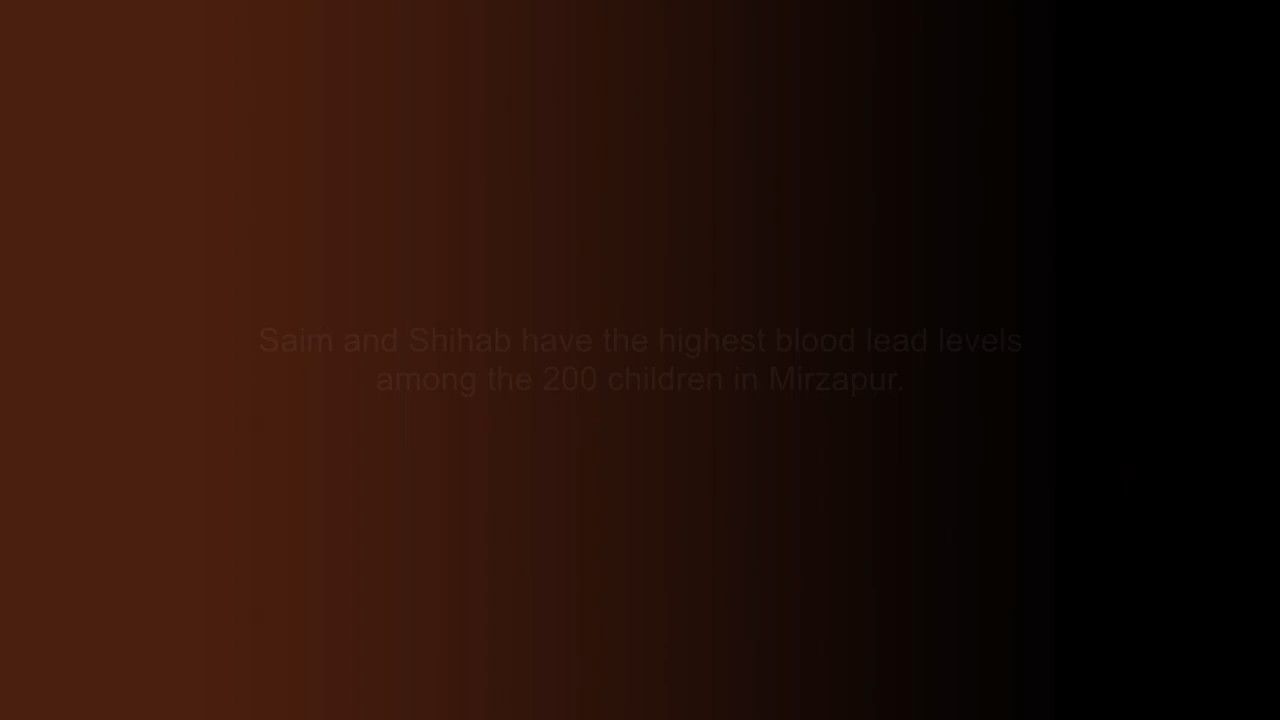 Saim and Shihab have the highest blood lead levels
among the 200 children in Mirzapur.